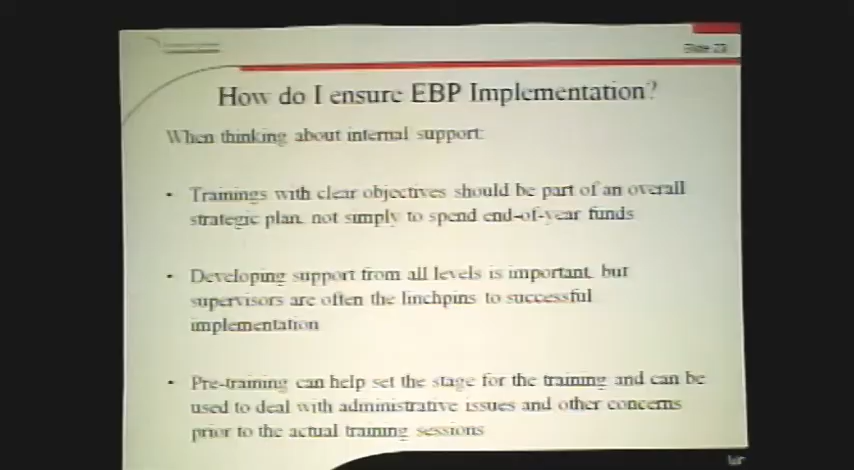 How do I ensure EBP Implementation?
When thinking about internal support:
• Trainings with clear objectives should be part of an overall
strategic plan, not simply to spend end-of-year funds
• Developing support from all levels is important, but
supervisors are often the linchpins to successful
implementation
• Pre-training can help set the stage for the training and can be
used to deal with administrative issues and other concerns
prior to the actual training sessions